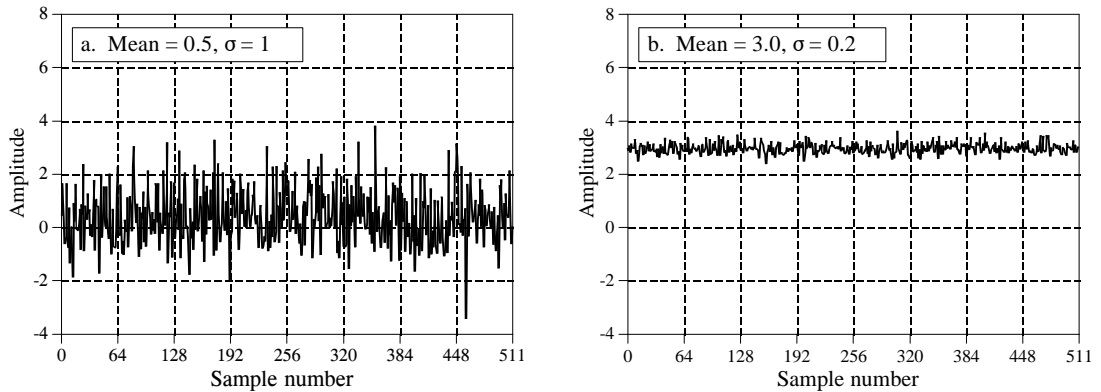 8
6
4
2
0
-2
-4
Amplitude
a. Mean = 0.5, σ = 1
0 64 128 192 256 320 384 448 511
Sample number
8
6
4
2
0
-2
-4
Amplitude
b. Mean = 3.0, σ = 0.2
0 64 128 192 256 320 384 448 511
Sample number